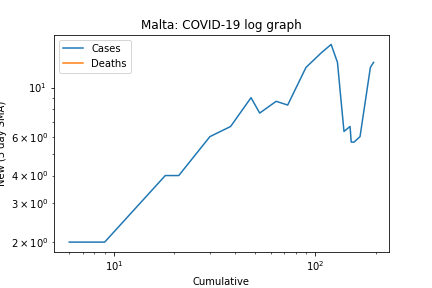 Malta: COVID-19 log graph
Cases
Deaths
10¹
6 × 10⁰
4 × 10⁰
3 × 10⁰
2 × 10⁰
New (3 day SMA)
10¹ 10²
Cumulative